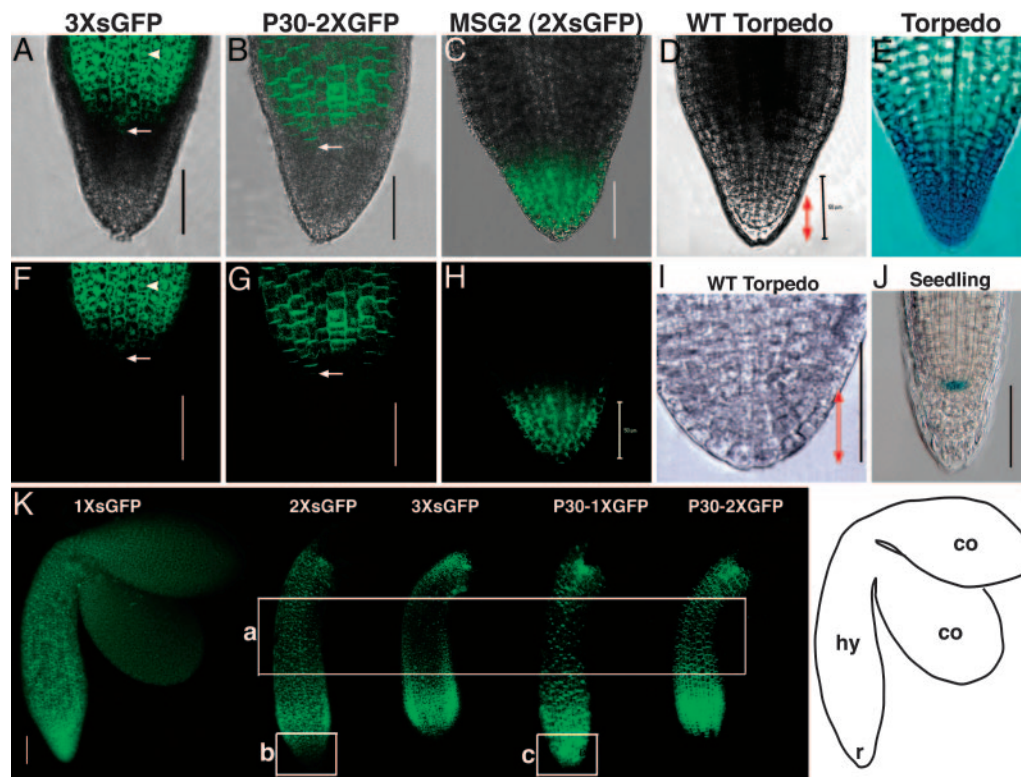 3XsGFP P30-2XGFP MSG2 (2XsGFP) WT Torpedo Torpedo
A B C D E
F G H I WT Torpedo J Seedling
K 1XsGFP 2XsGFP 3XsGFP P30-1XGFP P30-2XGFP
a
b c
co
hy co
r